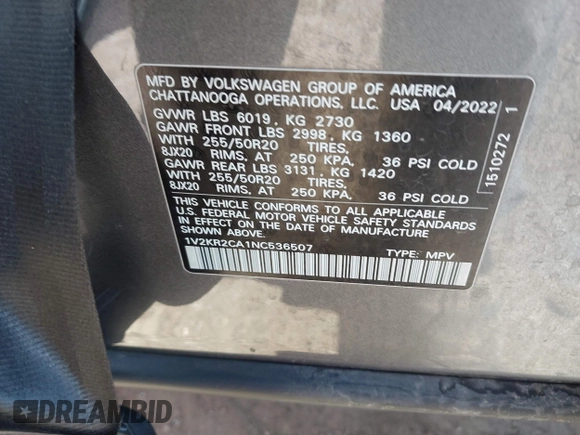 MFD BY VOLKSWAGEN GROUP OF AMERICA
CHATTANOOGA OPERATIONS, LLC. USA 04/2022
GVWR LBS 6019, KG 2730
GAWR FRONT LBS 2998, KG 1360
WITH 255/50R20 TIRES,
8JX20 RIMS, AT 250 KPA, 36 PSI COLD
GAWR REAR LBS 3131, KG 1420
WITH 255/50R20 TIRES,
8JX20 RIMS, AT 250 KPA, 36 PSI COLD
THIS VEHICLE CONFORMS TO ALL APPLICABLE
U.S. FEDERAL MOTOR VEHICLE SAFETY STANDARDS
IN EFFECT ON THE DATE OF MANUFACTURE
SHOWN ABOVE
1V2KR2CA1NC536507 TYPE: MPV
1510272 1
DREAMBID